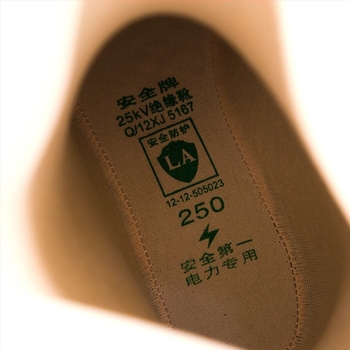 安全牌
25kV绝缘靴
Q/12XJ 5167
安全防护
LA
12-12-505023
250
安全第一
电力专用